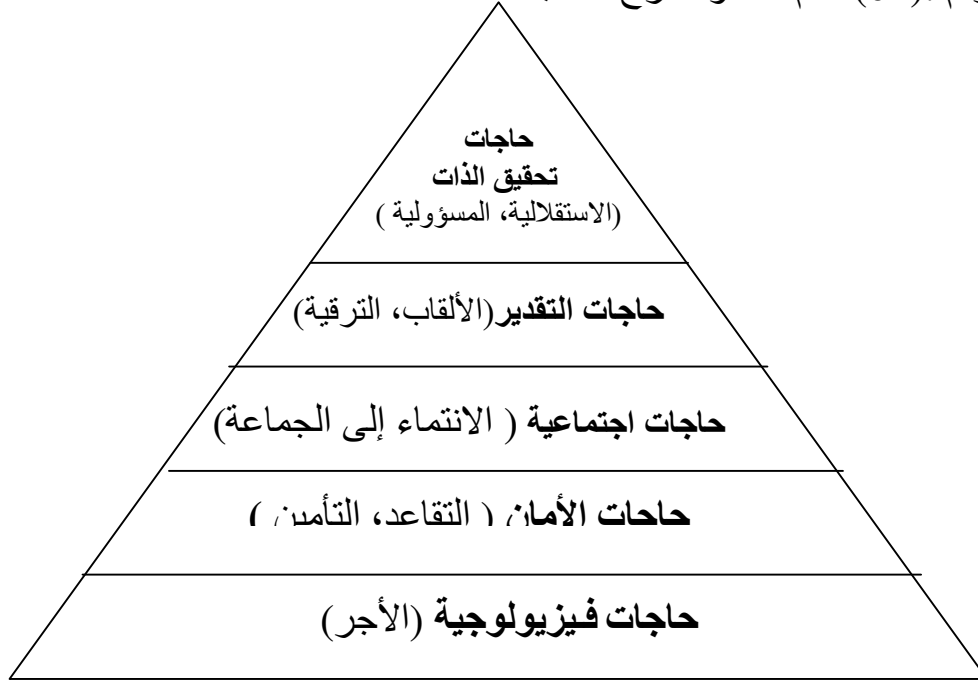 حاجات
تحقيق الذات
(الاستقلالية، المسؤولية )
حاجات التقدير(الألقاب، الترقية)
حاجات اجتماعية ( الانتماء إلى الجماعة)
حاجات الأمان ( التقاعد، التأمين )
حاجات فيزيولوجية (الأجر)